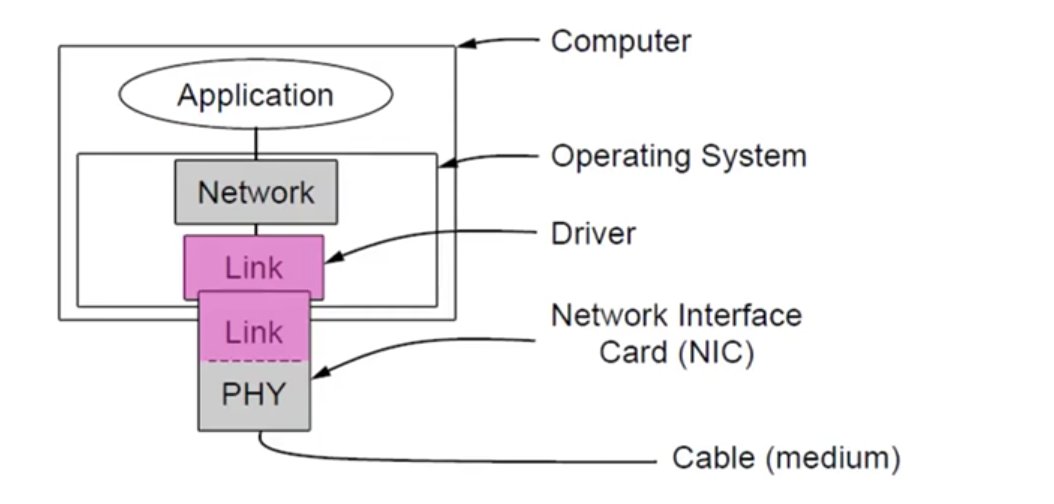 Computer
Application
Operating System
Network
Driver
Link
Network Interface
Card (NIC)
Link
PHY
Cable (medium)